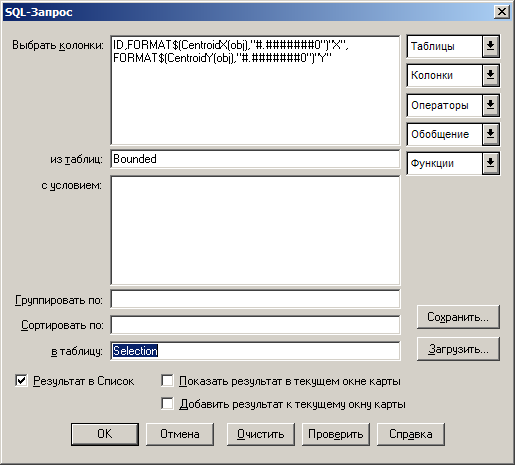 SQL-Запрос
Выбрать колонки:
ID,FORMAT$(CentroidX(obj),"#.#######0")"X",
FORMAT$(CentroidY(obj),"#.#######0")"Y"
Таблицы
Колонки
Операторы
Обобщение
Функции
из таблиц: Bounded
с условием:
Группировать по:
Сортировать по:
в таблицу: Selection
Сохранить...
Загрузить...
Результат в Список
Показать результат в текущем окне карты
Добавить результат к текущему окну карты
OK Отмена Очистить Проверить Справка